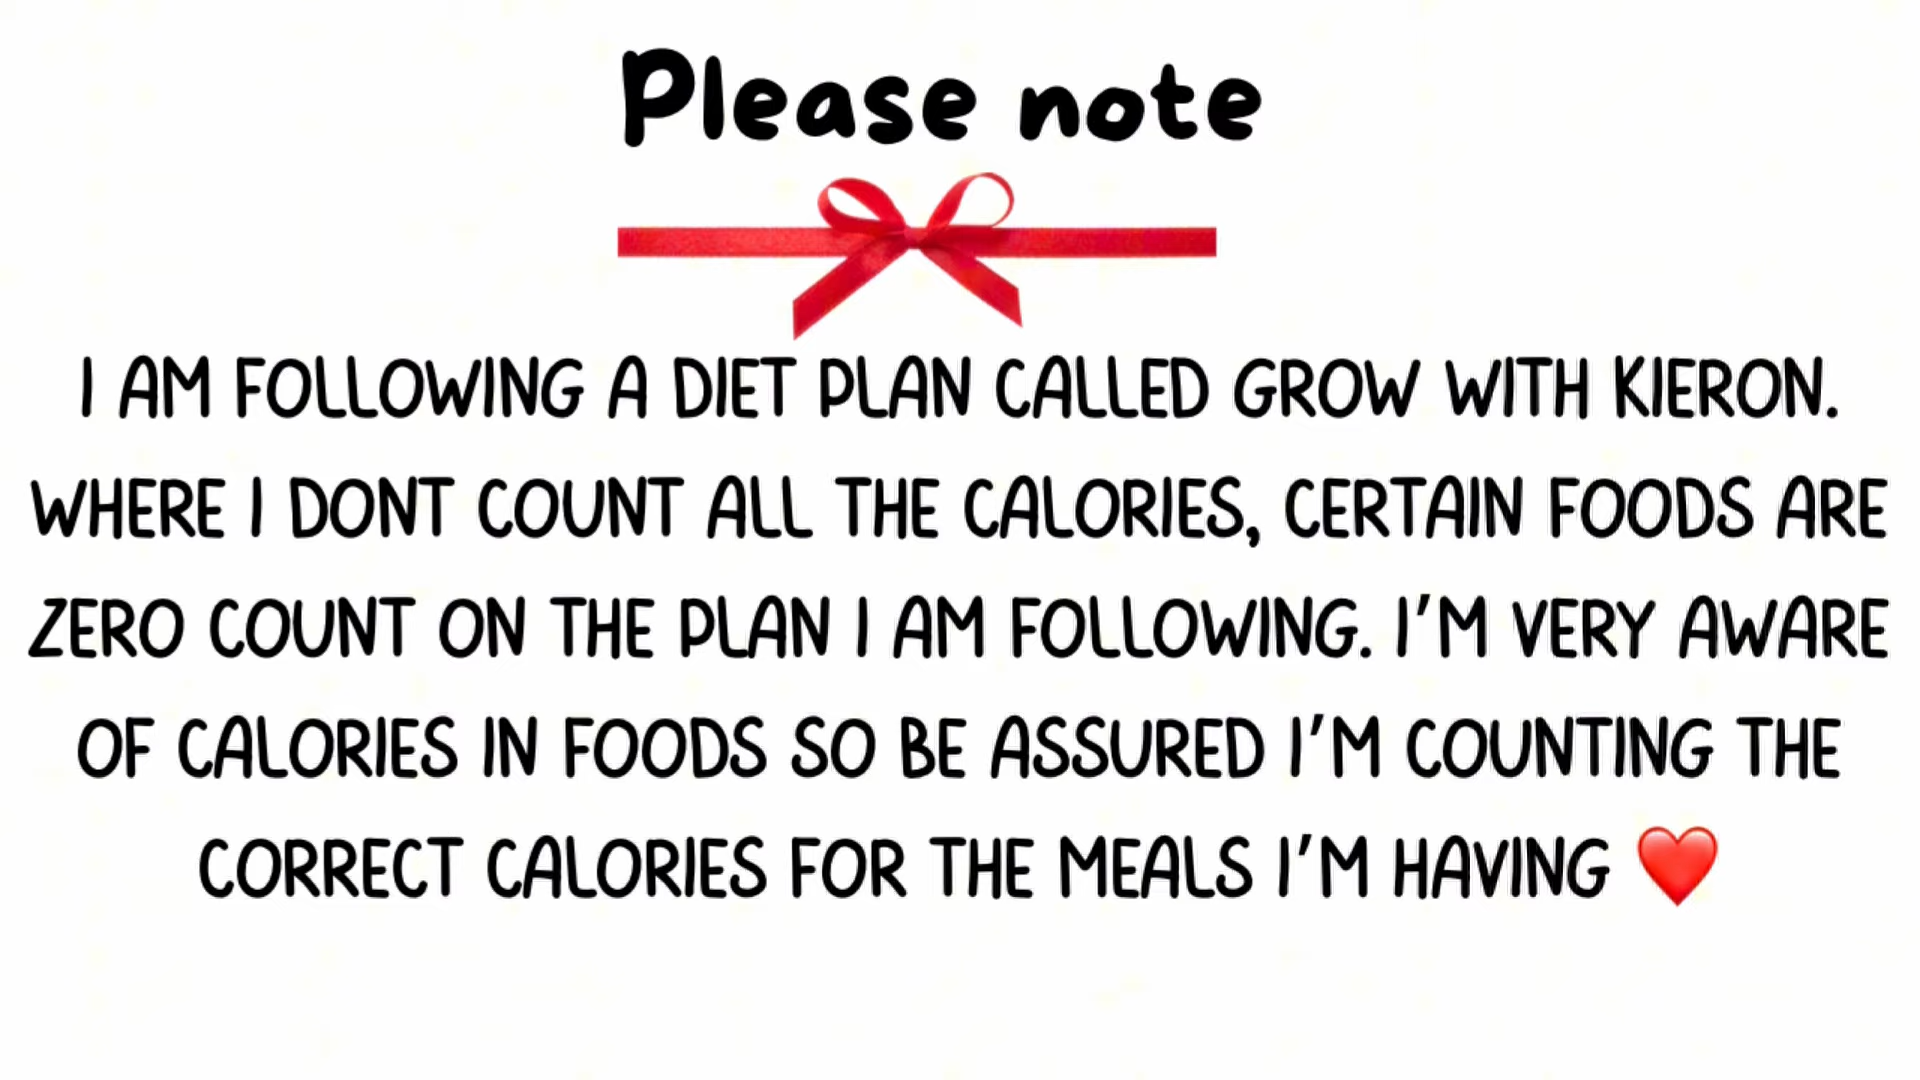 Please note
I AM FOLLOWING A DIET PLAN CALLED GROW WITH KIERON.
WHERE I DONT COUNT ALL THE CALORIES, CERTAIN FOODS ARE
ZERO COUNT ON THE PLAN I AM FOLLOWING. I'M VERY AWARE
OF CALORIES IN FOODS SO BE ASSURED I'M COUNTING THE
CORRECT CALORIES FOR THE MEALS I'M HAVING ❤️